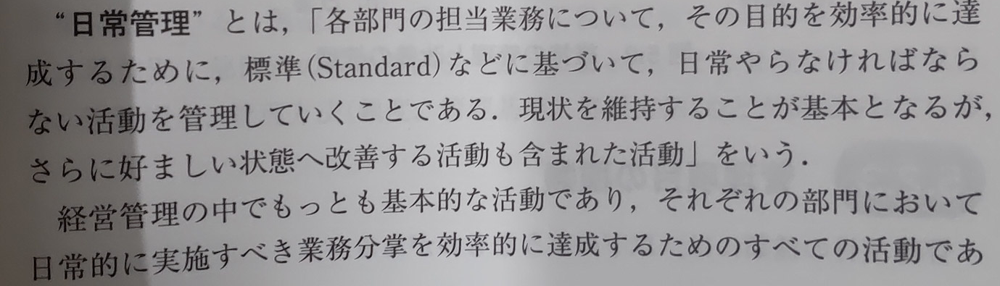 “日常管理” とは，「各部門の担当業務について，その目的を効率的に達
成するために，標準(Standard)などに基づいて，日常やらなければなら
ない活動を管理していくことである．現状を維持することが基本となるが，
さらに好ましい状態へ改善する活動も含まれた活動」をいう．
経営管理の中でもっとも基本的な活動であり，それぞれの部門において
日常的に実施すべき業務分掌を効率的に達成するためのすべての活動であ